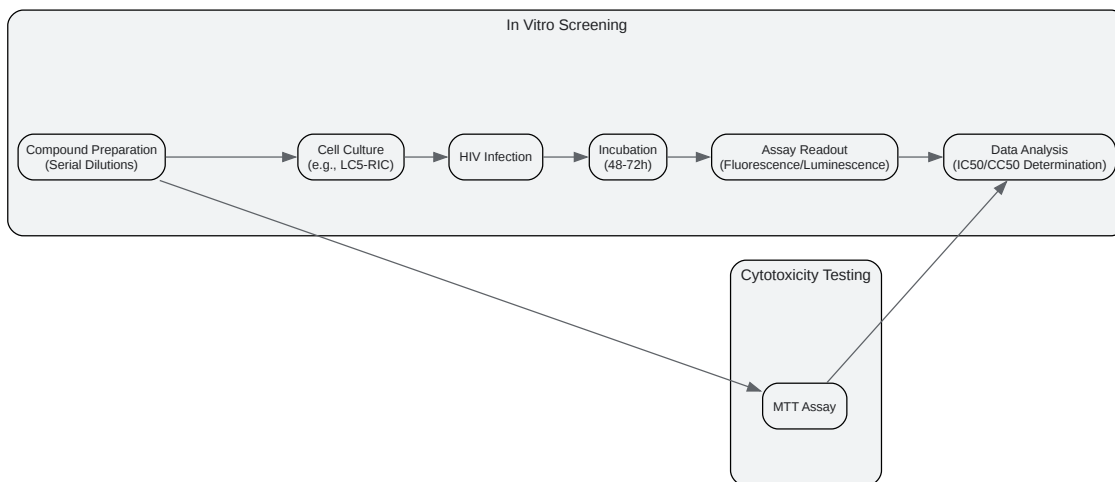 In Vitro Screening
Compound Preparation
(Serial Dilutions)
Cell Culture
(e.g., LC5-RIC)
HIV Infection
Incubation
(48-72h)
Assay Readout
(Fluorescence/Luminescence)
Data Analysis
(IC50/CC50 Determination)
Cytotoxicity Testing
MTT Assay